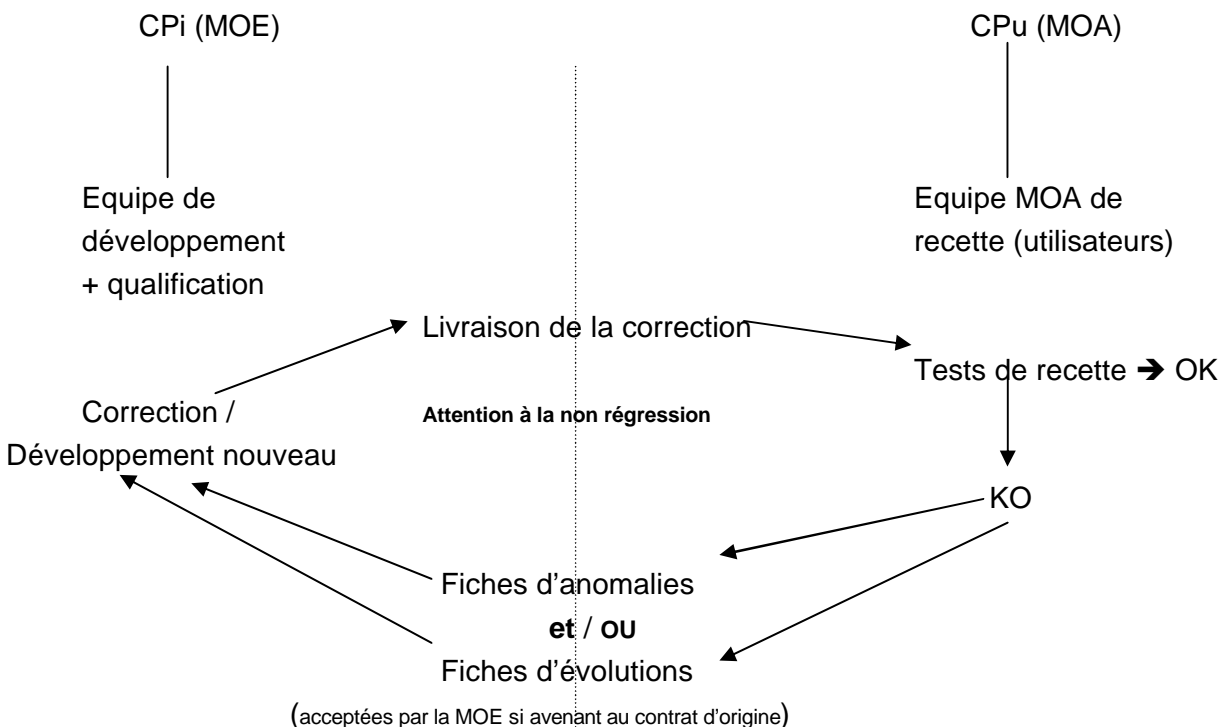 CPi (MOE)
CPu (MOA)
Equipe de
développement
+ qualification
Equipe MOA de
recette (utilisateurs)
Livraison de la correction
Tests de recette ➔ OK
Correction /
Développement nouveau
Attention à la non régression
KO
Fiches d’anomalies
et / OU
Fiches d’évolutions
(acceptées par la MOE si avenant au contrat d’origine)